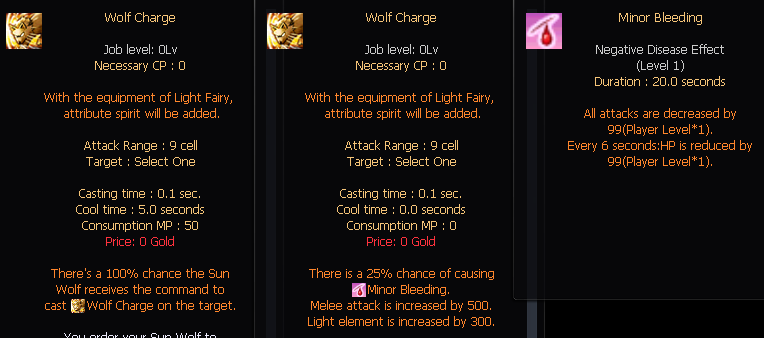 Wolf Charge
Job level: 0Lv
Necessary CP : 0
With the equipment of Light Fairy,
attribute spirit will be added.
Attack Range : 9 cell
Target : Select One
Casting time : 0.1 sec.
Cool time : 5.0 seconds
Consumption MP : 50
Price: 0 Gold
There's a 100% chance the Sun
Wolf receives the command to
cast Wolf Charge on the target.
You order your Sun Wolf to
Wolf Charge
Job level: 0Lv
Necessary CP : 0
With the equipment of Light Fairy,
attribute spirit will be added.
Attack Range : 9 cell
Target : Select One
Casting time : 0.1 sec.
Cool time : 0.0 seconds
Consumption MP : 0
Price: 0 Gold
There is a 25% chance of causing
Minor Bleeding.
Melee attack is increased by 500.
Light element is increased by 300.
Minor Bleeding
Negative Disease Effect
(Level 1)
Duration : 20.0 seconds
All attacks are decreased by
99(Player Level*1).
Every 6 seconds:HP is reduced by
99(Player Level*1).